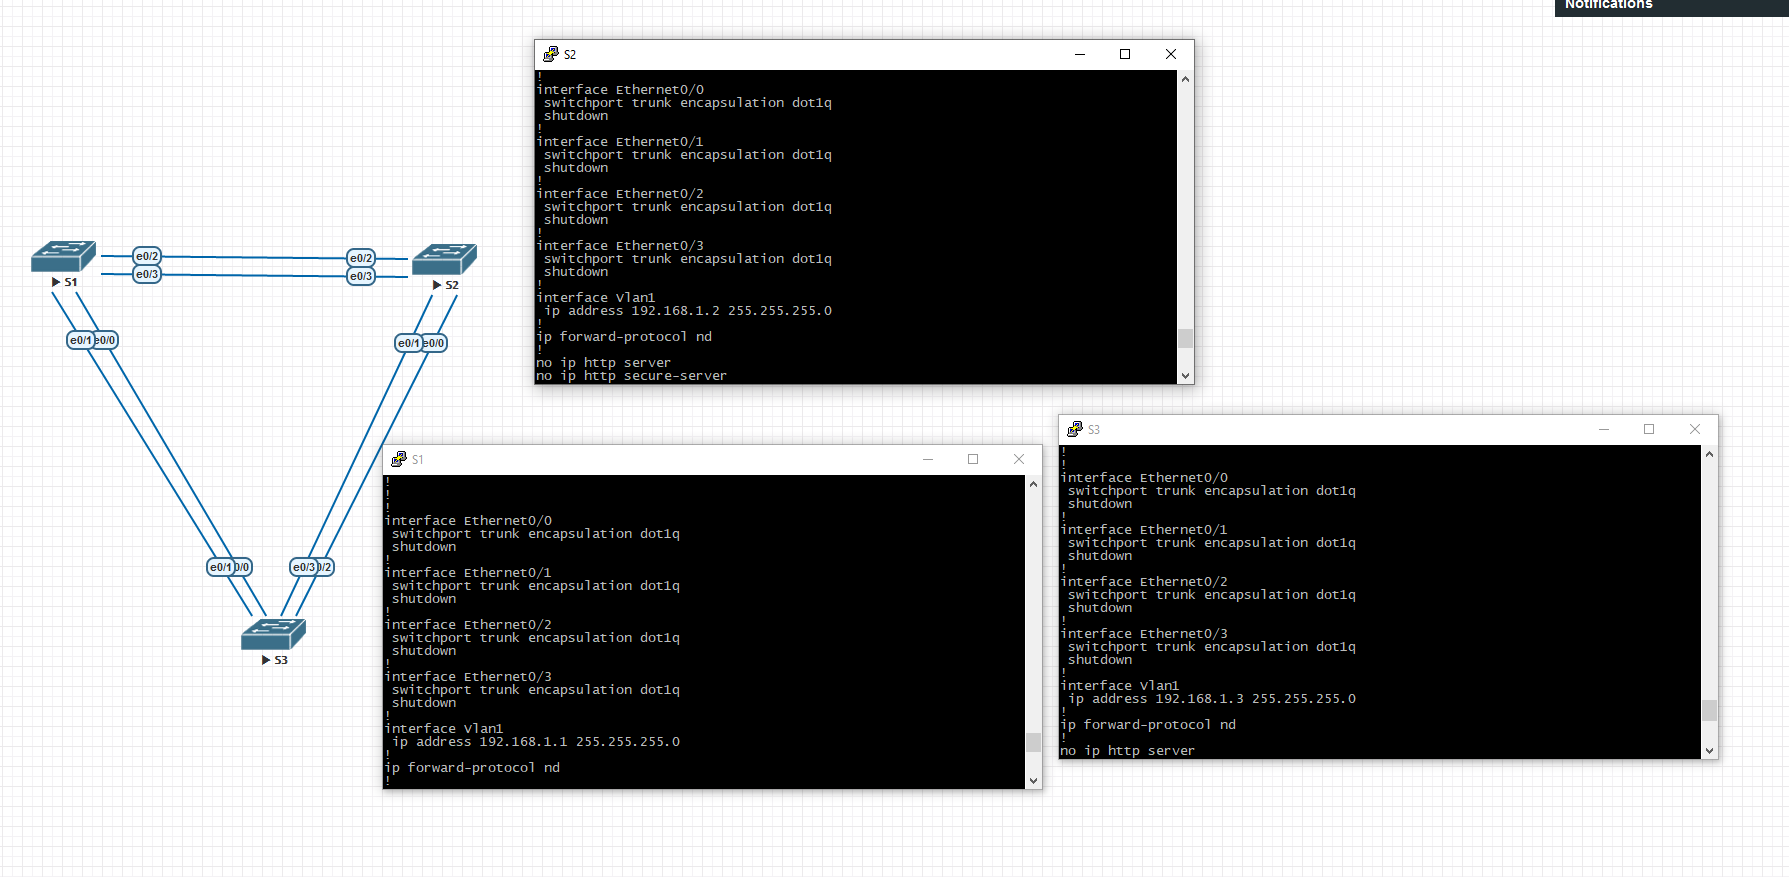 Notifications
S2
!
interface Ethernet0/0
switchport trunk encapsulation dot1q
shutdown
!
interface Ethernet0/1
switchport trunk encapsulation dot1q
shutdown
!
interface Ethernet0/2
switchport trunk encapsulation dot1q
shutdown
!
interface Ethernet0/3
switchport trunk encapsulation dot1q
shutdown
!
interface Vlan1
ip address 192.168.1.2 255.255.255.0
!
ip forward-protocol nd
!
no ip http server
no ip http secure-server
e0/2
e0/2
e0/3
e0/3
S1
S2
e0/1
e0/0
e0/1
e0/0
e0/1
0/0
e0/3
0/2
S3
S1
!
!
!
interface Ethernet0/0
switchport trunk encapsulation dot1q
shutdown
!
interface Ethernet0/1
switchport trunk encapsulation dot1q
shutdown
!
interface Ethernet0/2
switchport trunk encapsulation dot1q
shutdown
!
interface Ethernet0/3
switchport trunk encapsulation dot1q
shutdown
!
interface Vlan1
ip address 192.168.1.1 255.255.255.0
!
ip forward-protocol nd
!
S3
!
!
interface Ethernet0/0
switchport trunk encapsulation dot1q
shutdown
!
interface Ethernet0/1
switchport trunk encapsulation dot1q
shutdown
!
interface Ethernet0/2
switchport trunk encapsulation dot1q
shutdown
!
interface Ethernet0/3
switchport trunk encapsulation dot1q
shutdown
!
interface Vlan1
ip address 192.168.1.3 255.255.255.0
!
ip forward-protocol nd
!
no ip http server